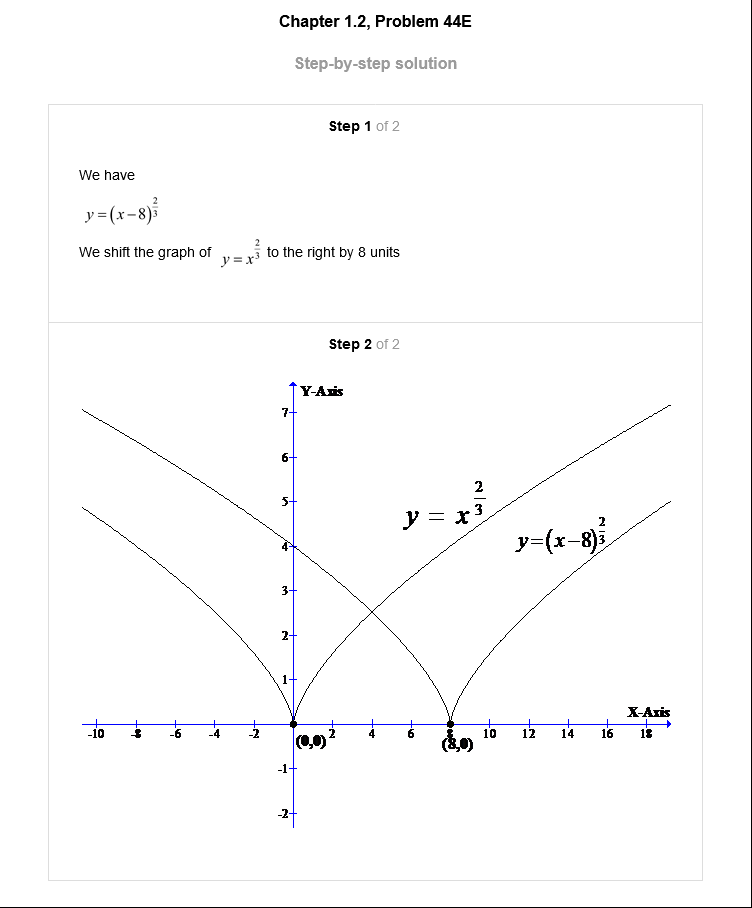 Chapter 1.2, Problem 44E
Step-by-step solution
Step 1 of 2
We have
y=(x−8)^(2/3)
We shift the graph of y=x^(2/3) to the right by 8 units
Step 2 of 2
Y-Axis
7
6
5
4
3
2
1
-1
-2
y = x^(2/3)
y=(x−8)^(2/3)
X-Axis
-10 -8 -6 -4 -2 2 4 6 8 10 12 14 16 18
(0,0)
(8,0)